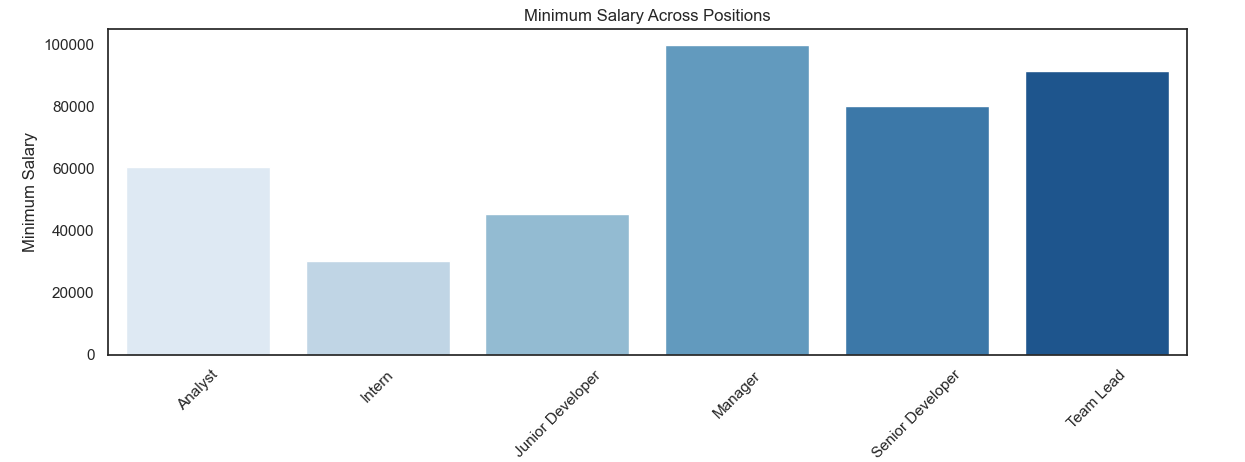 Minimum Salary Across Positions
Minimum Salary
100000
80000
60000
40000
20000
0
Analyst
Intern
Junior Developer
Manager
Senior Developer
Team Lead